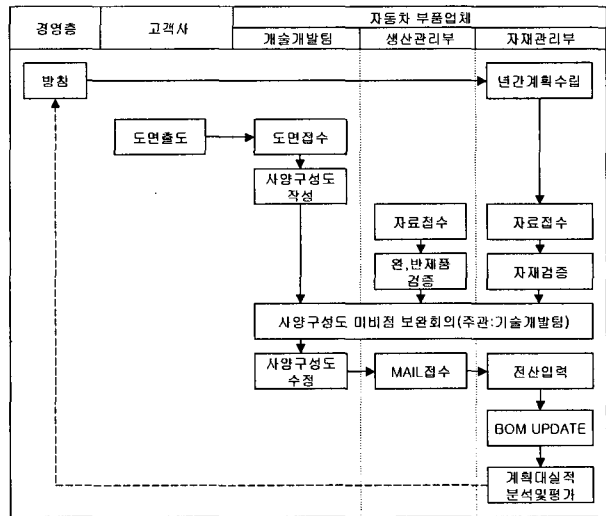 경영층
고객사
자동차 부품업체
개술개발팀
생산관리부
자재관리부
방참
년간계획수립
도면출도
도면접수
사양구성도
작성
자료접수
자료접수
완,반제품
검증
자재검증
사양구성도 미비점 보완회의(주관:기술개발팀)
사양구성도
수정
MAIL접수
전산입력
BOM UPDATE
계획대실적
분석및평가